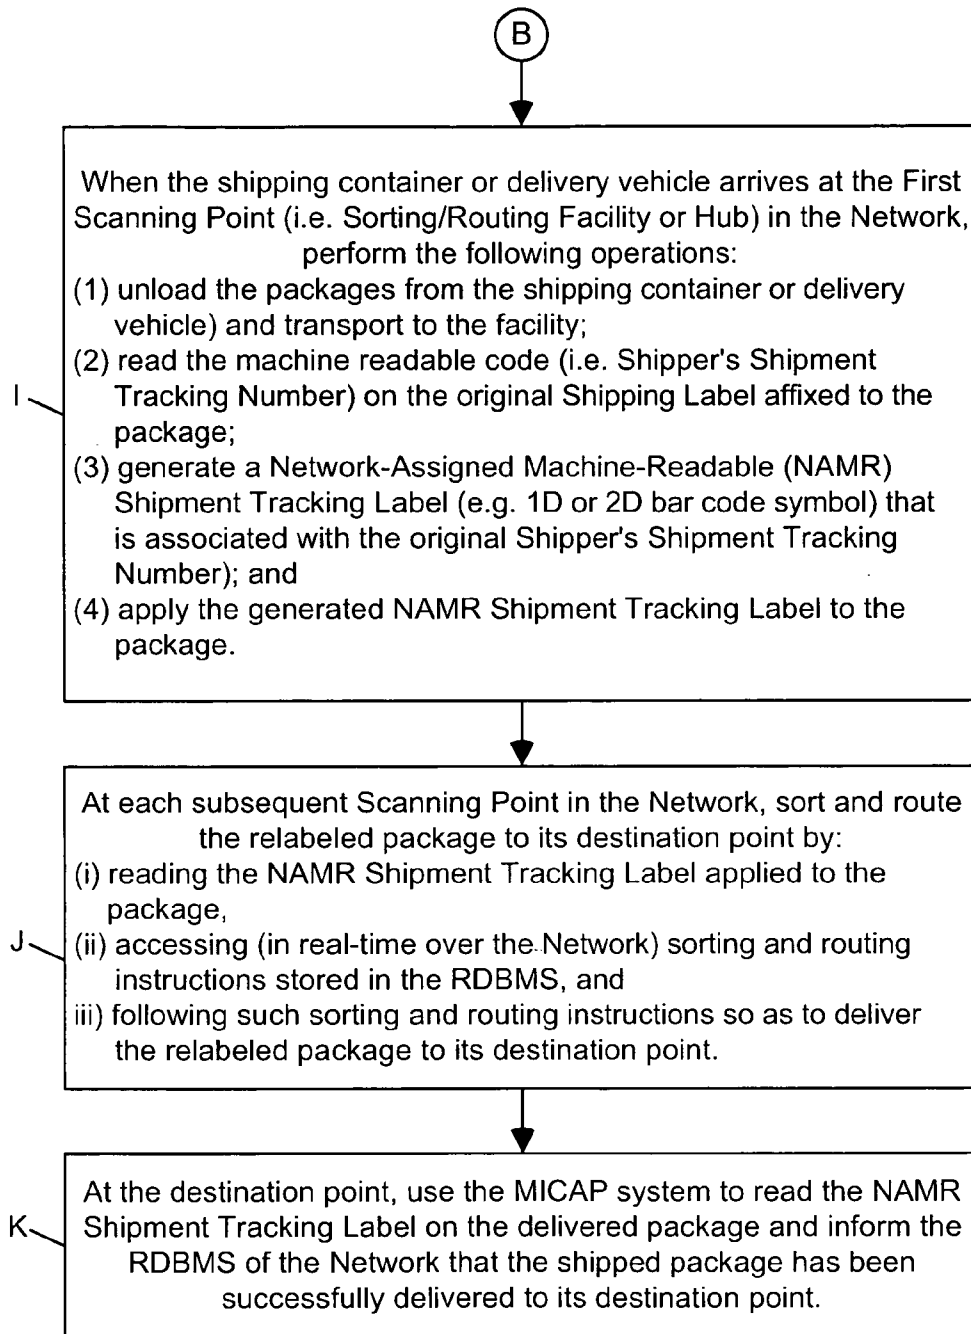 B
When the shipping container or delivery vehicle arrives at the First
Scanning Point (i.e. Sorting/Routing Facility or Hub) in the Network,
perform the following operations:
(1) unload the packages from the shipping container or delivery
vehicle) and transport to the facility;
(2) read the machine readable code (i.e. Shipper's Shipment
Tracking Number) on the original Shipping Label affixed to the
package;
(3) generate a Network-Assigned Machine-Readable (NAMR)
Shipment Tracking Label (e.g. 1D or 2D bar code symbol) that
is associated with the original Shipper's Shipment Tracking
Number); and
(4) apply the generated NAMR Shipment Tracking Label to the
package.
I
At each subsequent Scanning Point in the Network, sort and route
the relabeled package to its destination point by:
(i) reading the NAMR Shipment Tracking Label applied to the
package,
(ii) accessing (in real-time over the Network) sorting and routing
instructions stored in the RDBMS, and
iii) following such sorting and routing instructions so as to deliver
the relabeled package to its destination point.
J
At the destination point, use the MICAP system to read the NAMR
Shipment Tracking Label on the delivered package and inform the
RDBMS of the Network that the shipped package has been
successfully delivered to its destination point.
K